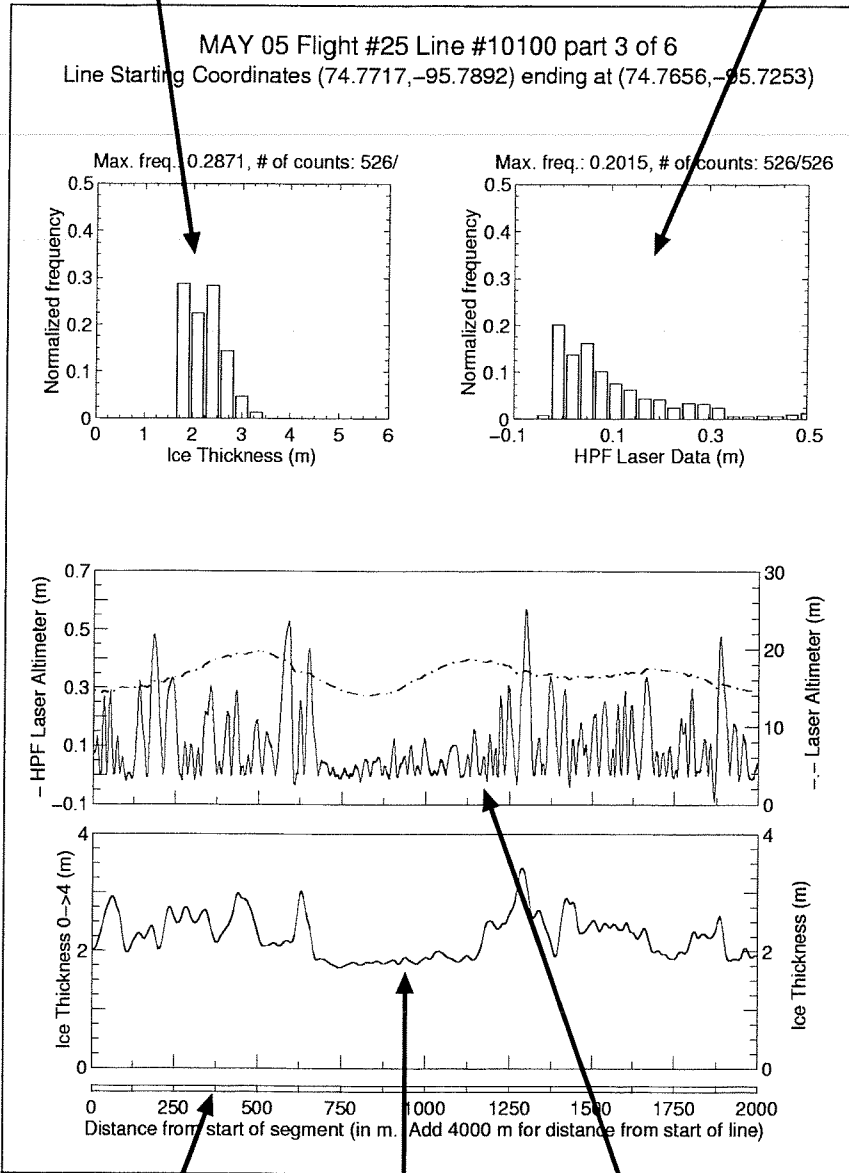 MAY 05 Flight #25 Line #10100 part 3 of 6
Line Starting Coordinates (74.7717,−95.7892) ending at (74.7656,−95.7253)
Max. freq.: 0.2871, # of counts: 526/
Normalized frequency
0.5
0.4
0.3
0.2
0.1
0
0 1 2 3 4 5 6
Ice Thickness (m)
Max. freq.: 0.2015, # of counts: 526/526
Normalized frequency
0.5
0.4
0.3
0.2
0.1
0
−0.1 0.1 0.3 0.5
HPF Laser Data (m)
– HPF Laser Altimeter (m)
0.7
0.5
0.3
0.1
−0.1
30
20
10
0
−.− Laser Altimeter (m)
Ice Thickness 0−>4 (m)
4
2
0
4
2
0
Ice Thickness (m)
0 250 500 750 1000 1250 1500 1750 2000
Distance from start of segment (in m. Add 4000 m for distance from start of line)